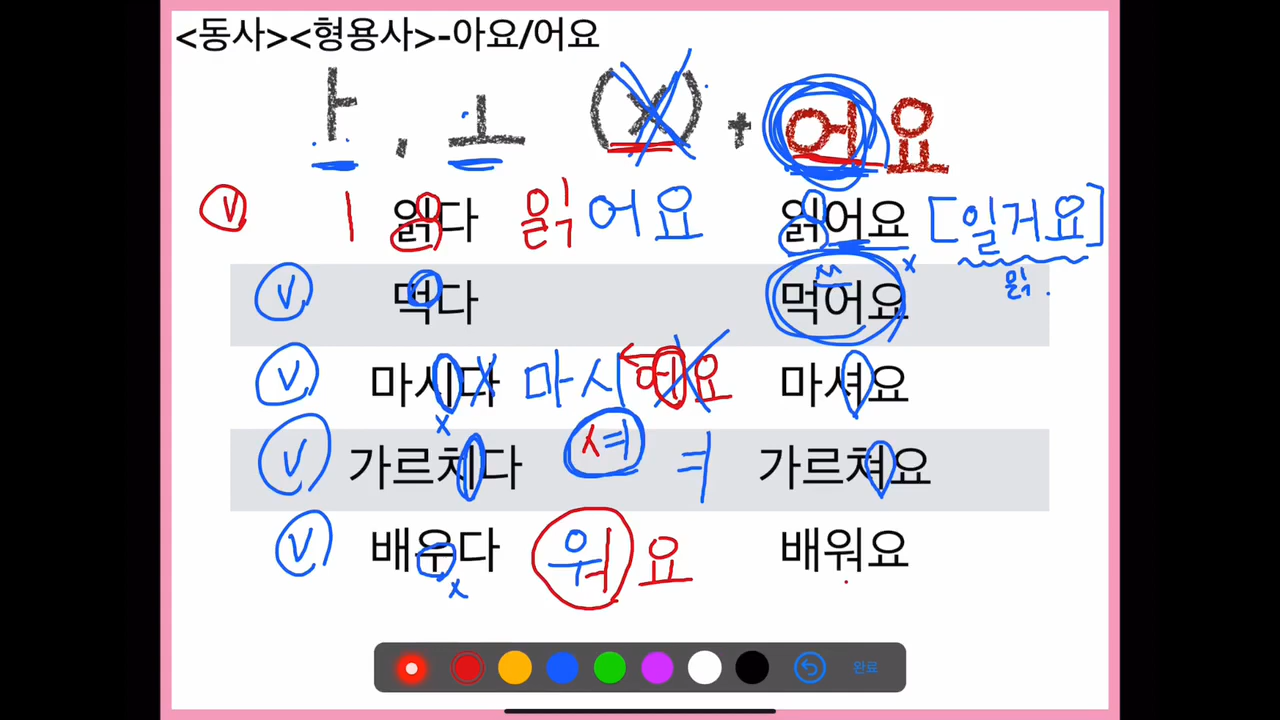 <동사><형용사>-아요/어요
ㅏ, ㅗ (X) + 어요
V ㅣ 읽다 읽어요 읽어요 [일거요]
x 읽
V 먹다 먹어요
V 마시다 X 마시어요 마셔요
x
V 가르치다 셔 ㅕ 가르쳐요
V 배우다 워요 배워요
x
완료